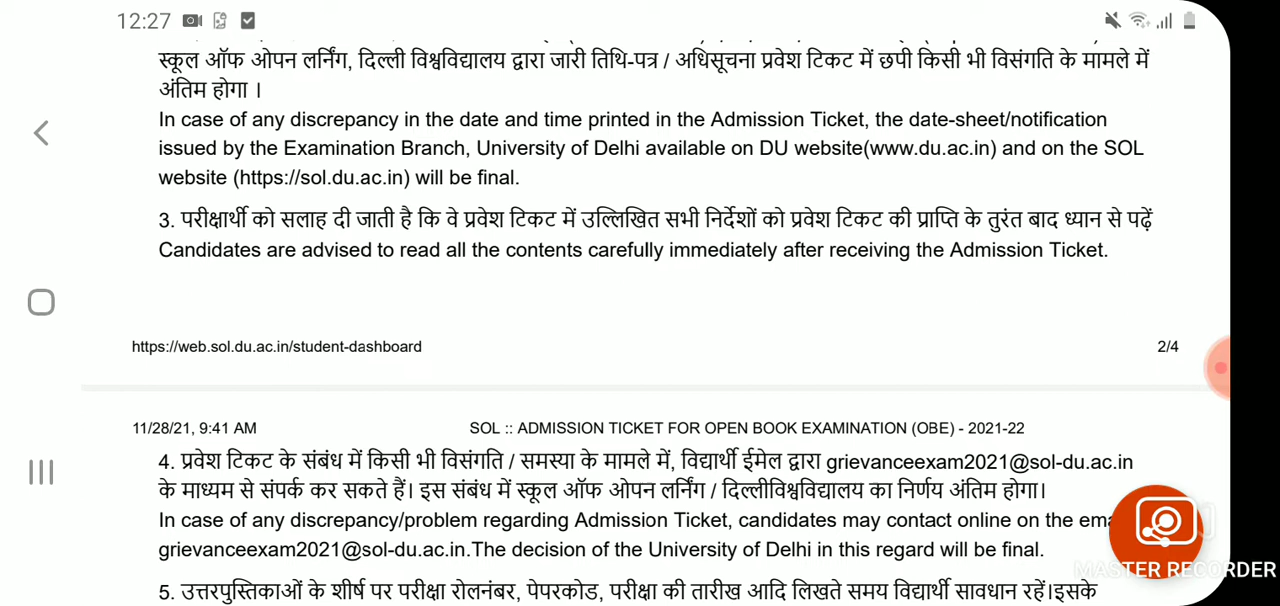 12:27
स्कूल ऑफ ओपन लर्निंग, दिल्ली विश्वविद्यालय द्वारा जारी तिथि-पत्र / अधिसूचना प्रवेश टिकट में छपी किसी भी विसंगति के मामले में
अंतिम होगा ।
In case of any discrepancy in the date and time printed in the Admission Ticket, the date-sheet/notification
issued by the Examination Branch, University of Delhi available on DU website(www.du.ac.in) and on the SOL
website (https://sol.du.ac.in) will be final.
3. परीक्षार्थी को सलाह दी जाती है कि वे प्रवेश टिकट में उल्लिखित सभी निर्देशों को प्रवेश टिकट की प्राप्ति के तुरंत बाद ध्यान से पढ़ें
Candidates are advised to read all the contents carefully immediately after receiving the Admission Ticket.
https://web.sol.du.ac.in/student-dashboard 2/4
11/28/21, 9:41 AM SOL :: ADMISSION TICKET FOR OPEN BOOK EXAMINATION (OBE) - 2021-22
4. प्रवेश टिकट के संबंध में किसी भी विसंगति / समस्या के मामले में, विद्यार्थी ईमेल द्वारा grievanceexam2021@sol-du.ac.in
के माध्यम से संपर्क कर सकते हैं। इस संबंध में स्कूल ऑफ ओपन लर्निंग / दिल्लीविश्वविद्यालय का निर्णय अंतिम होगा।
In case of any discrepancy/problem regarding Admission Ticket, candidates may contact online on the ema
grievanceexam2021@sol-du.ac.in.The decision of the University of Delhi in this regard will be final.
MASTER RECORDER
5. उत्तरपुस्तिकाओं के शीर्ष पर परीक्षा रोलनंबर, पेपरकोड, परीक्षा की तारीख आदि लिखते समय विद्यार्थी सावधान रहें।इसके